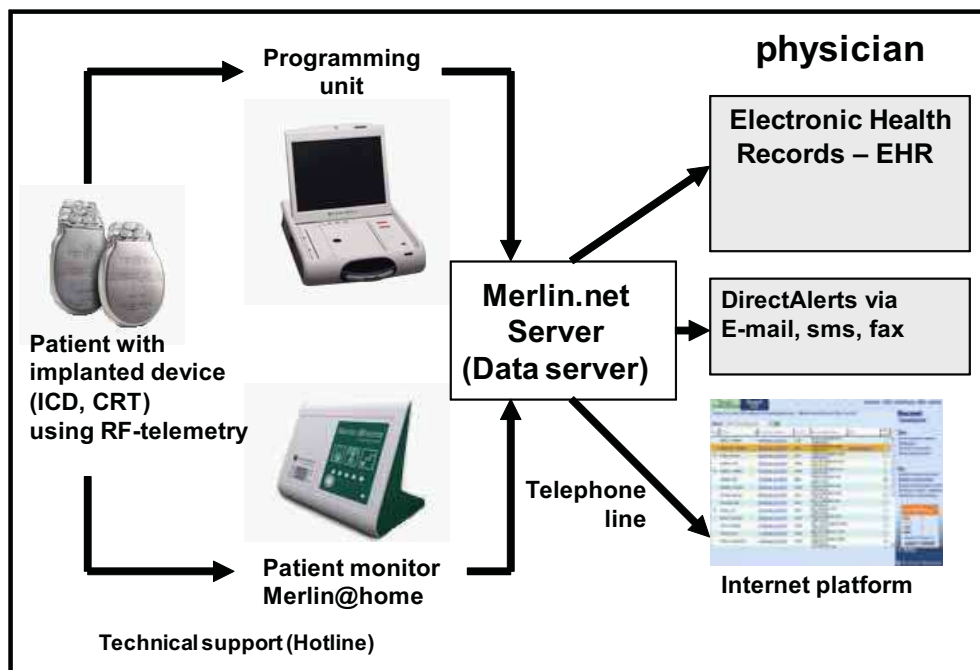 Programming
unit
physician
Electronic Health
Records – EHR
Patient with
implanted device
(ICD, CRT)
using RF-telemetry
Merlin.net
Server
(Data server)
DirectAlerts via
E-mail, sms, fax
Telephone
line
Patient monitor
Merlin@home
Internet platform
Technical support (Hotline)